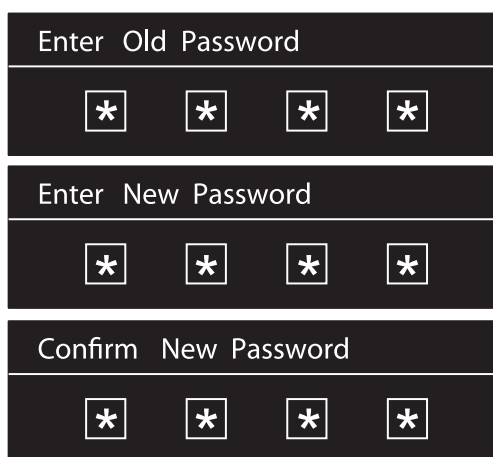 Enter Old Password
* * * *
Enter New Password
* * * *
Confirm New Password
* * * *